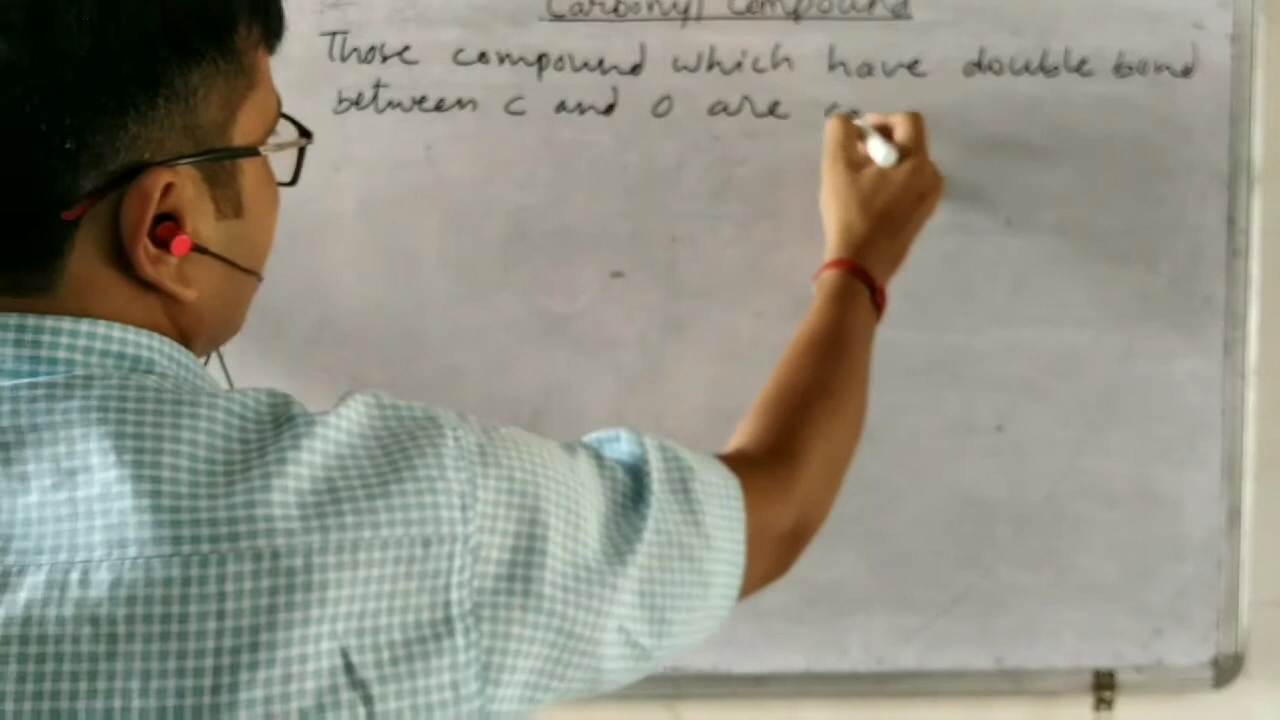 Carbonyl Compound
Those compound which have double bond
between C and O are